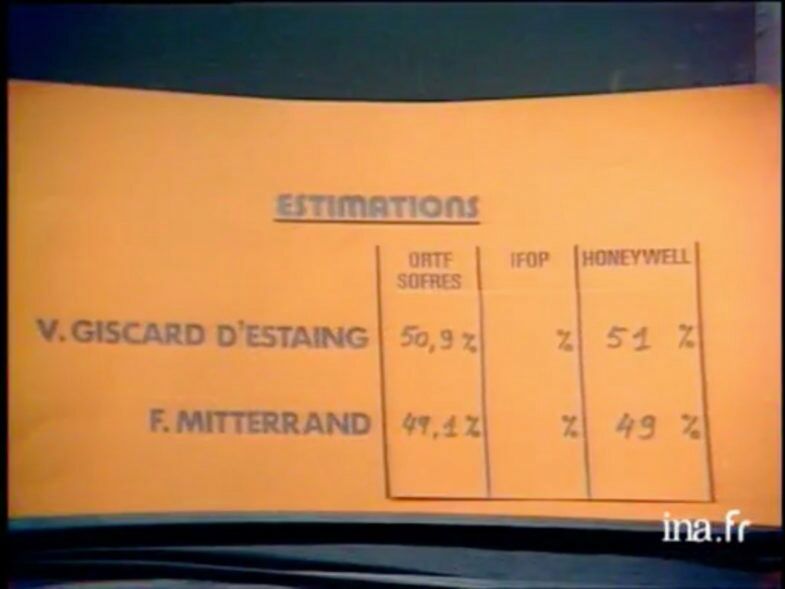 ESTIMATIONS
ORTF SOFRES IFOP HONEYWELL
V. GISCARD D'ESTAING 50,9 % % 51 %
F. MITTERRAND 49,1 % % 49 %
ina.fr